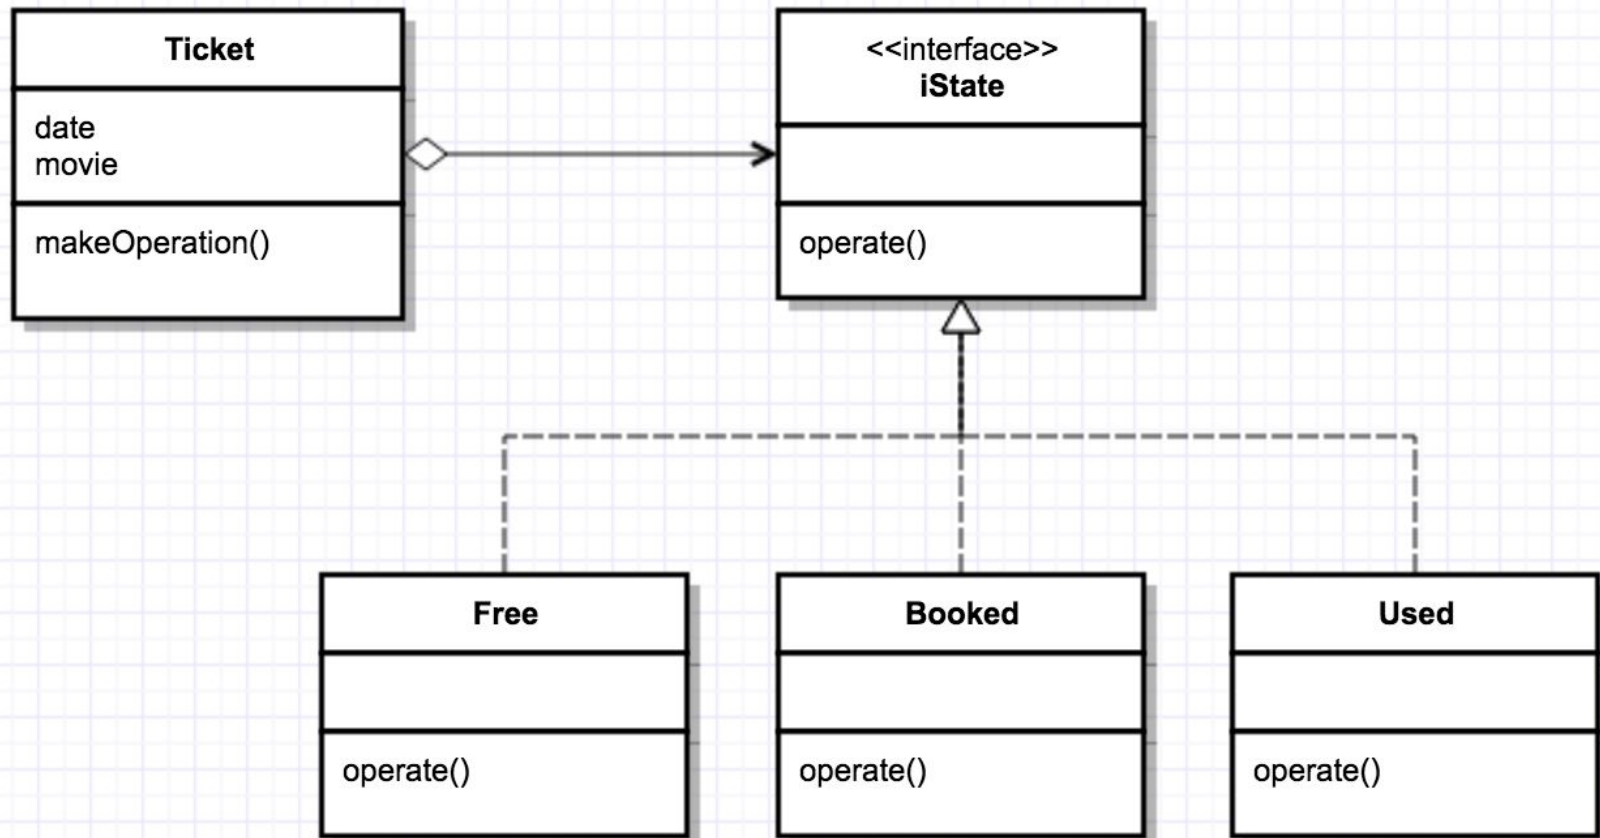 Ticket
date
movie
makeOperation()
<<interface>>
iState
operate()
Free
operate()
Booked
operate()
Used
operate()